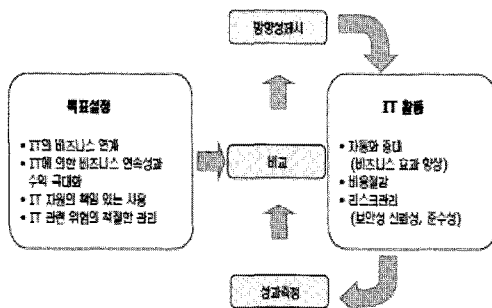 방향성제시
목표설정
• IT와 비즈니스 연계
• IT에 의한 비즈니스 연속성과
수익 극대화
• IT 자원의 책임 있는 사용
• IT 관련 위험의 적절한 관리
비교
IT 활동
• 자동화 증대
(비즈니스 효과 향상)
• 비용절감
• 리스크관리
(보안성 신뢰성, 준수성)
성과측정